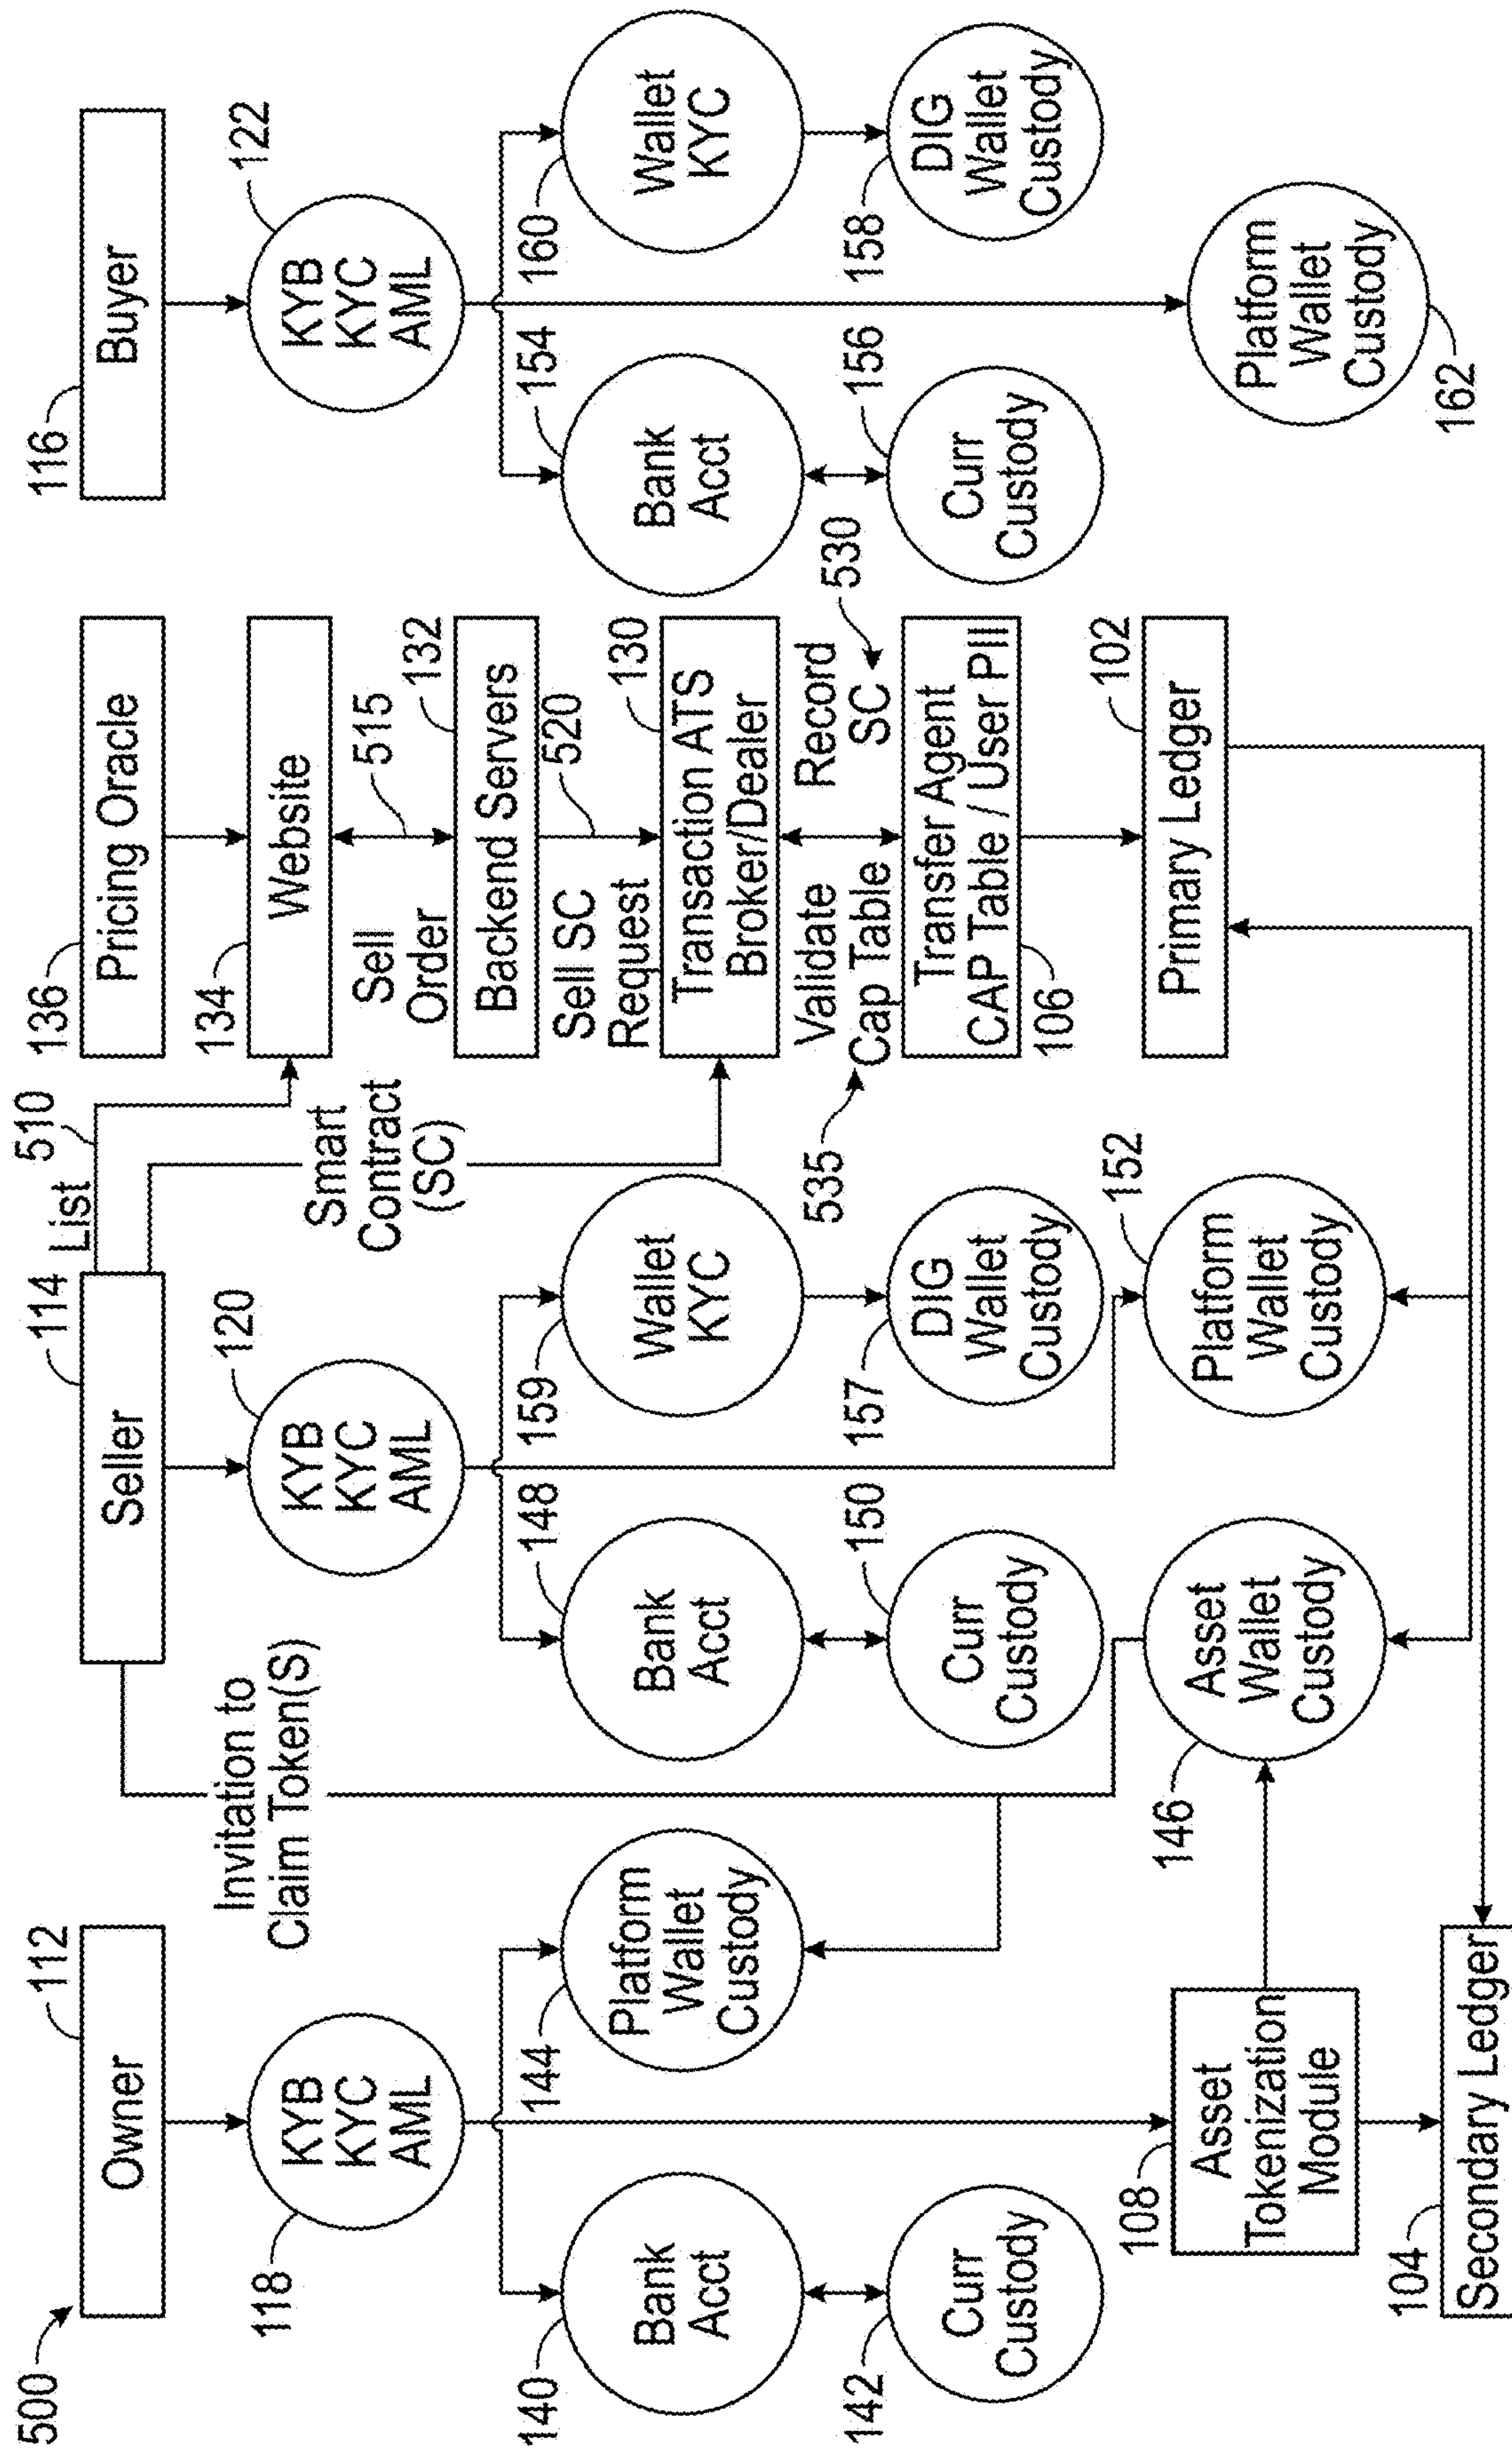 500
Owner
112
118
KYB
KYC
AML
140
Bank
Acct
142
Curr
Custody
144
Platform
Wallet
Custody
108
Asset
Tokenization
Module
104
Secondary Ledger
Invitation to
Claim Token(S)
Seller
114
120
KYB
KYC
AML
148
Bank
Acct
150
Curr
Custody
146
Asset
Wallet
Custody
159
Wallet
KYC
157
DIG
Wallet
Custody
152
Platform
Wallet
Custody
List
510
Smart
Contract
(SC)
136
Pricing Oracle
134
Website
Sell
Order
515
Backend Servers
132
Sell SC
Request
520
Transaction ATS
Broker/Dealer
130
535
Validate
Cap Table
Record
SC
530
Transfer Agent
CAP Table / User PII
106
Primary Ledger
102
116
Buyer
122
KYB
KYC
AML
154
Bank
Acct
156
Curr
Custody
160
Wallet
KYC
158
DIG
Wallet
Custody
Platform
Wallet
Custody
162